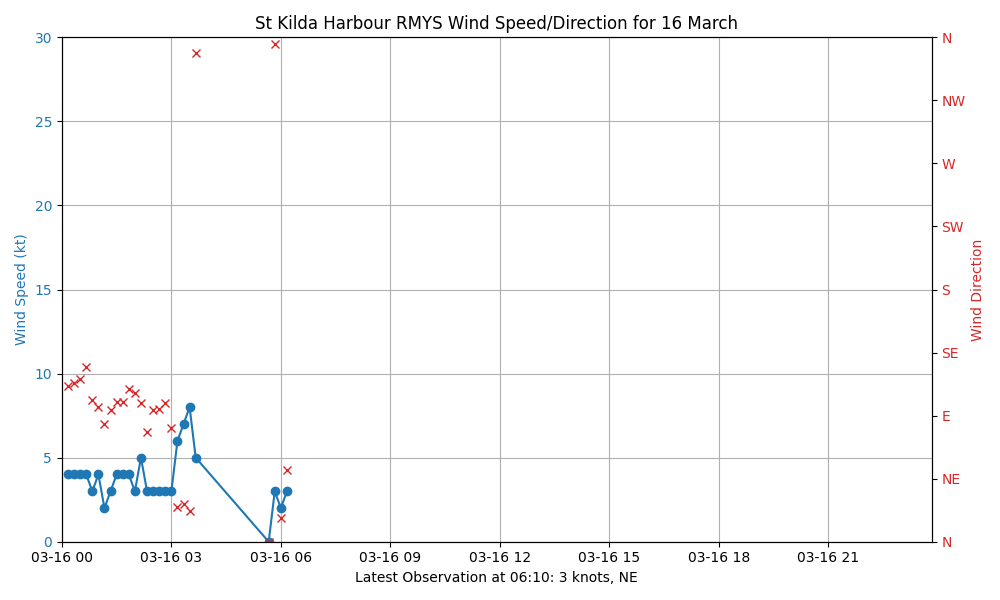 St Kilda Harbour RMYS Wind Speed/Direction for 16 March
30
25
20
15
10
5
0
Wind Speed (kt)
N
NW
W
SW
S
SE
E
NE
N
Wind Direction
03-16 00
03-16 03
03-16 06
03-16 09
03-16 12
03-16 15
03-16 18
03-16 21
Latest Observation at 06:10: 3 knots, NE